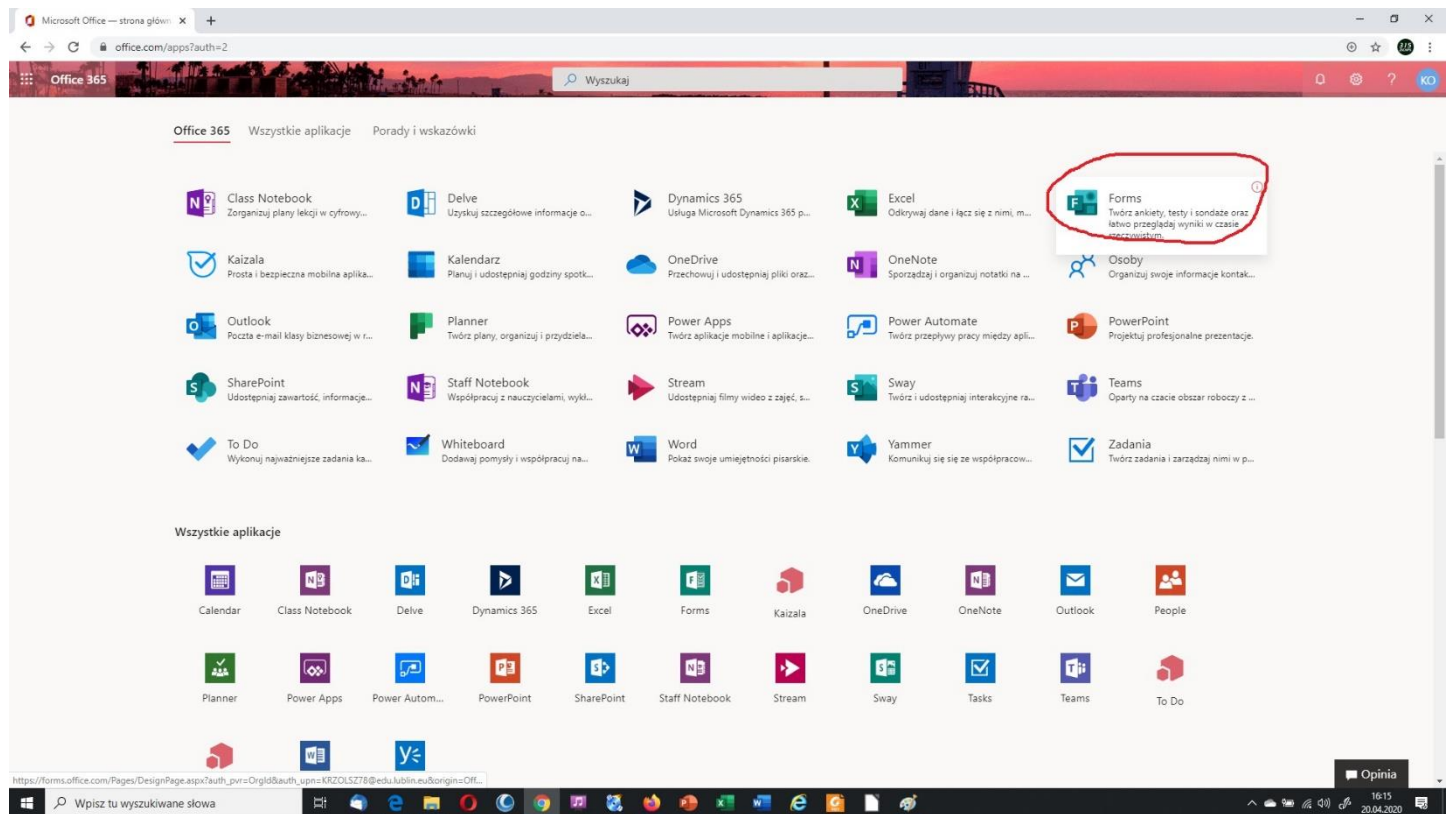 Microsoft Office — strona główn
office.com/apps?auth=2
Office 365
Wyszukaj
KO
Office 365 Wszystkie aplikacje Porady i wskazówki
Class Notebook
Zorganizuj plany lekcji w cyfrowy...
Delve
Uzyskuj szczegółowe informacje o...
Dynamics 365
Usługa Microsoft Dynamics 365 p...
Excel
Odkrywaj dane i łącz się z nimi, m...
Forms
Twórz ankiety, testy i sondaże oraz
łatwo przeglądaj wyniki w czasie
rzeczywistym.
Kaizala
Prosta i bezpieczna mobilna aplika...
Kalendarz
Planuj i udostępniaj godziny spotk...
OneDrive
Przechowuj i udostępniaj pliki oraz...
OneNote
Sporządzaj i organizuj notatki na ...
Osoby
Organizuj swoje informacje kontak...
Outlook
Poczta e-mail klasy biznesowej w r...
Planner
Twórz plany, organizuj i przydziela...
Power Apps
Twórz aplikacje mobilne i aplikacje...
Power Automate
Twórz przepływy pracy między apli...
PowerPoint
Projektuj profesjonalne prezentacje.
SharePoint
Udostępniaj zawartość, informacje...
Staff Notebook
Współpracuj z nauczycielami, wykł...
Stream
Udostępniaj filmy wideo z zajęć, s...
Sway
Twórz i udostępniaj interakcyjne ra...
Teams
Oparty na czacie obszar roboczy z ...
To Do
Wykonuj najważniejsze zadania ka...
Whiteboard
Dodawaj pomysły i współpracuj na...
Word
Pokaż swoje umiejętności pisarskie.
Yammer
Komunikuj się się ze współpracow...
Zadania
Twórz zadania i zarządzaj nimi w p...
Wszystkie aplikacje
Calendar Class Notebook Delve Dynamics 365 Excel Forms Kaizala OneDrive OneNote Outlook People
Planner Power Apps Power Autom... PowerPoint SharePoint Staff Notebook Stream Sway Tasks Teams To Do
https://forms.office.com/Pages/DesignPage.aspx?auth_pvr=OrgId&auth_upn=KRZOLSZ78@edu.lublin.eu&origin=Off...
Opinia
Wpisz tu wyszukiwane słowa
16:15
20.04.2020